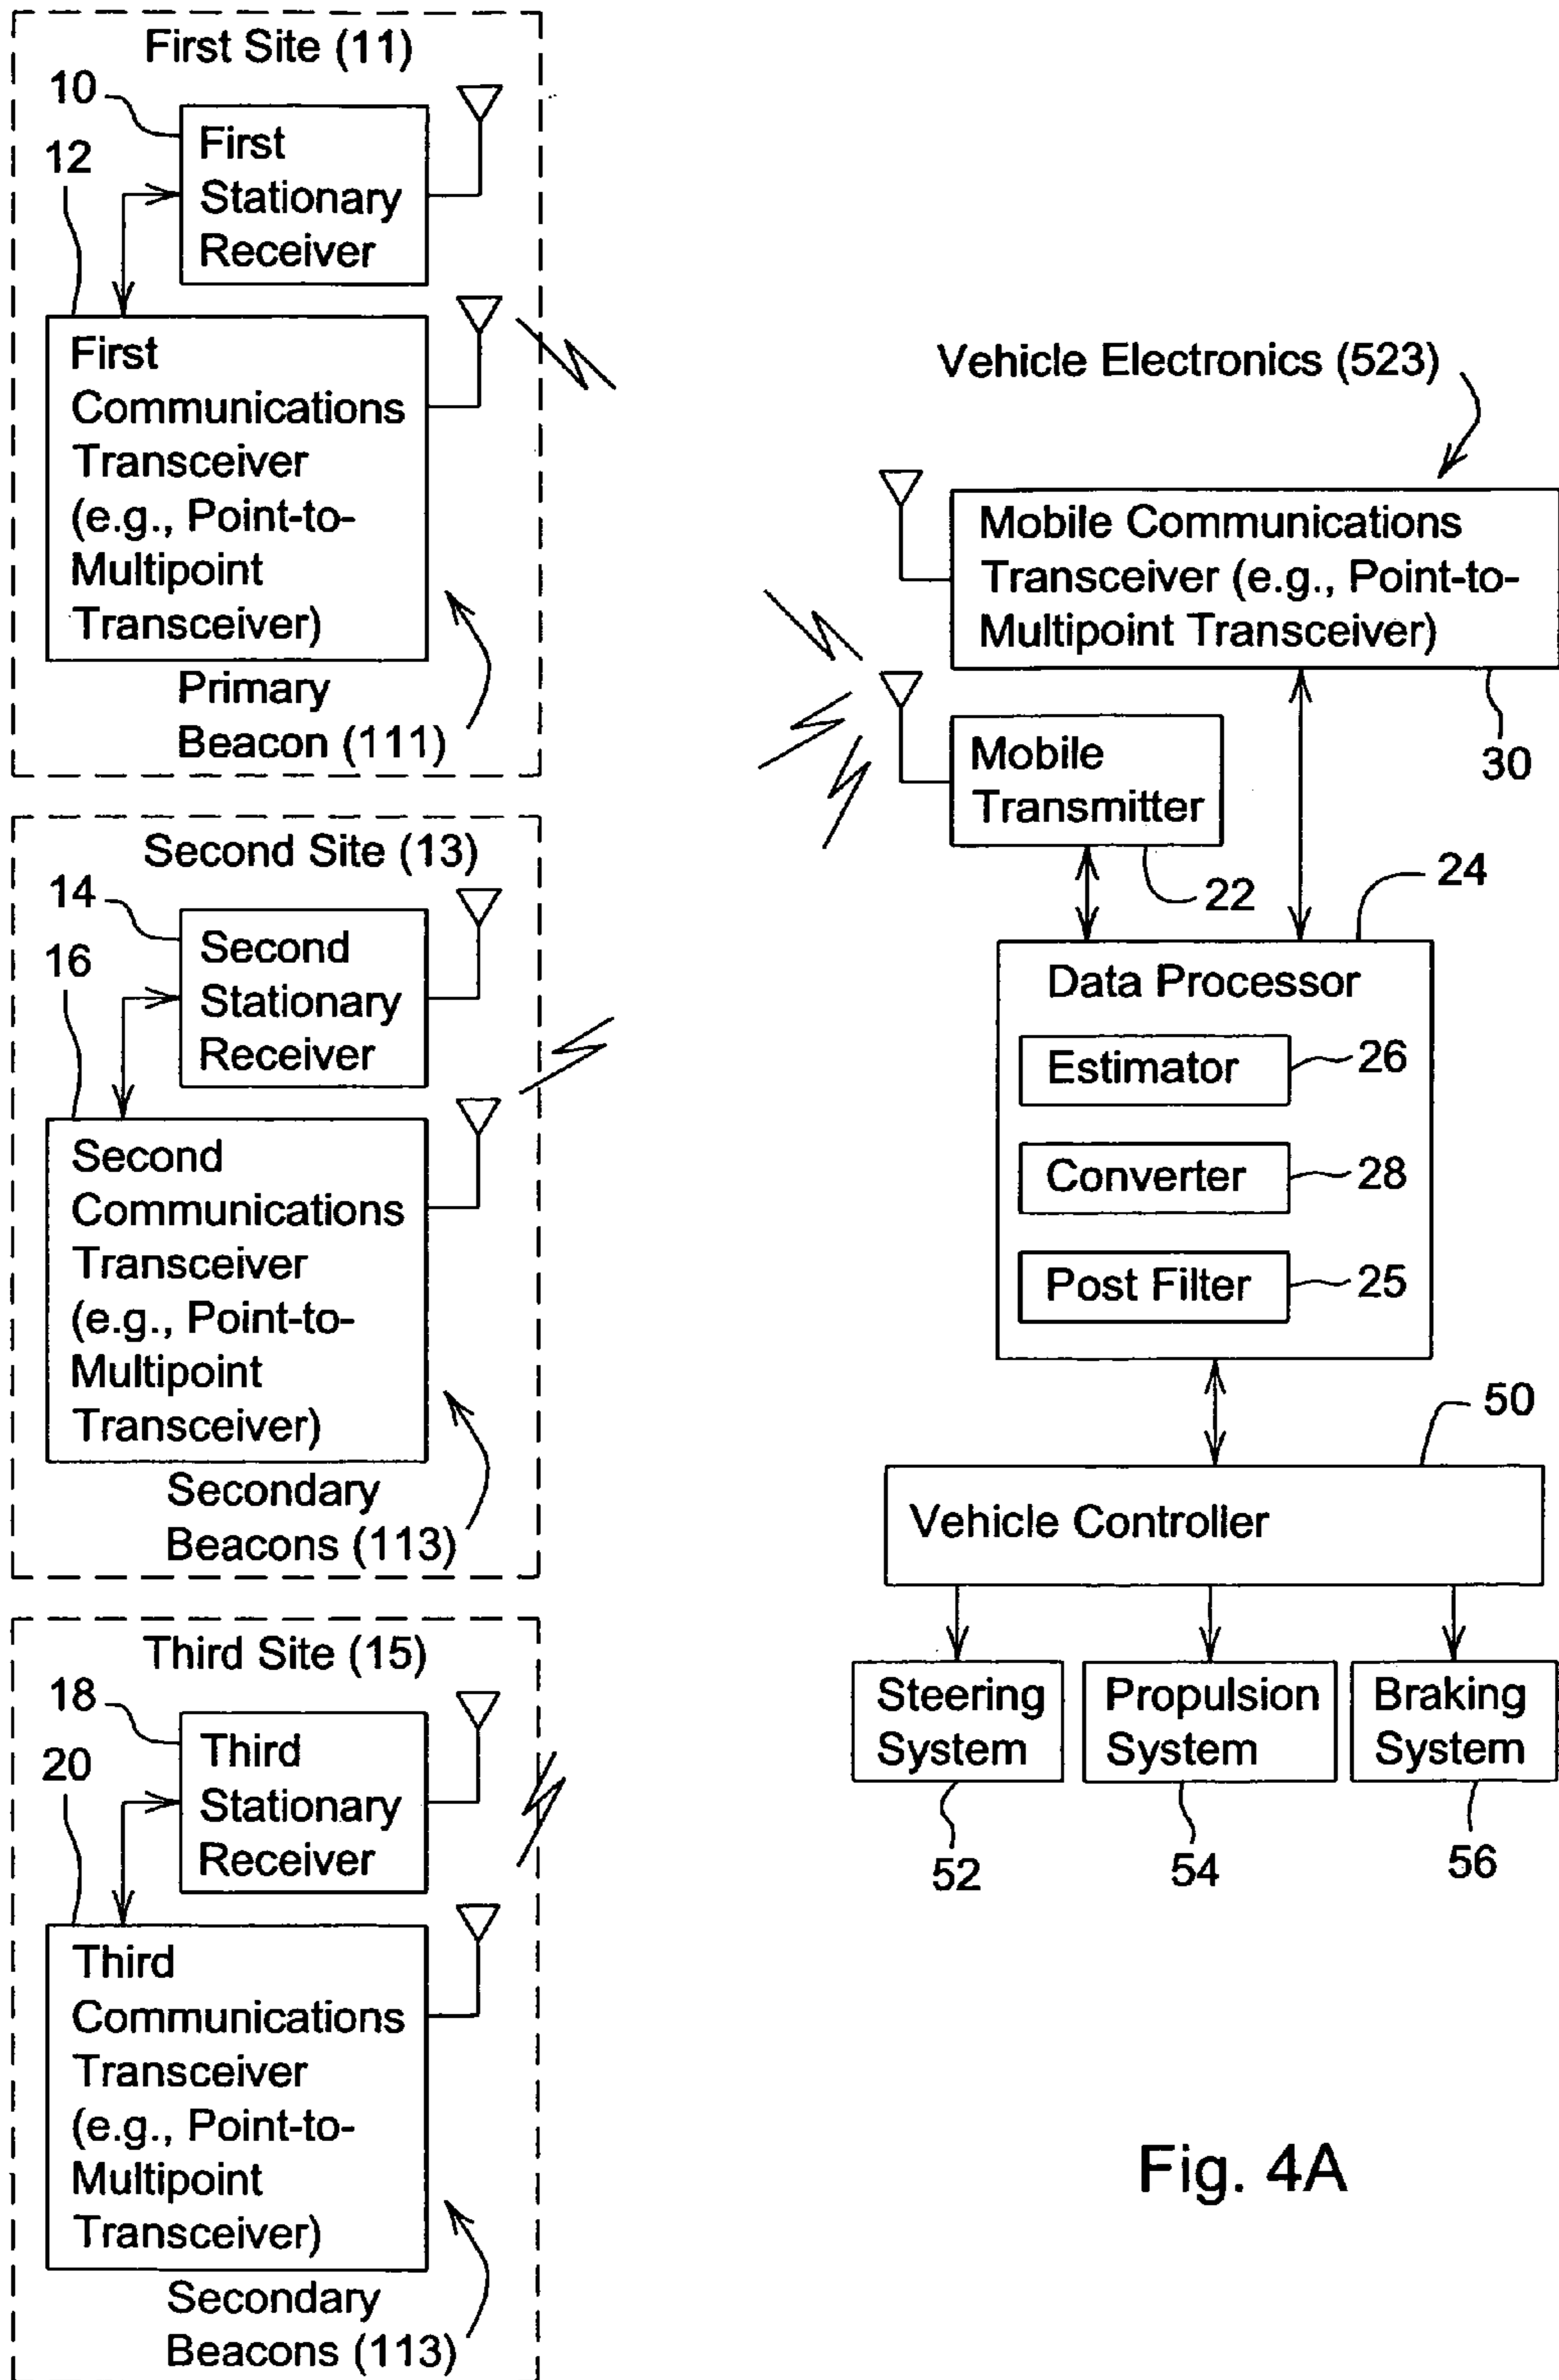 First Site (11)
10
First
Stationary
Receiver
12
First
Communications
Transceiver
(e.g., Point-to-
Multipoint
Transceiver)
Primary
Beacon (111)
Second Site (13)
14
Second
Stationary
Receiver
16
Second
Communications
Transceiver
(e.g., Point-to-
Multipoint
Transceiver)
Secondary
Beacons (113)
Third Site (15)
18
Third
Stationary
Receiver
20
Third
Communications
Transceiver
(e.g., Point-to-
Multipoint
Transceiver)
Secondary
Beacons (113)
Vehicle Electronics (523)
Mobile Communications
Transceiver (e.g., Point-to-
Multipoint Transceiver)
30
Mobile
Transmitter
22
24
Data Processor
Estimator
26
Converter
28
Post Filter
25
50
Vehicle Controller
Steering
System
52
Propulsion
System
54
Braking
System
56
Fig. 4A